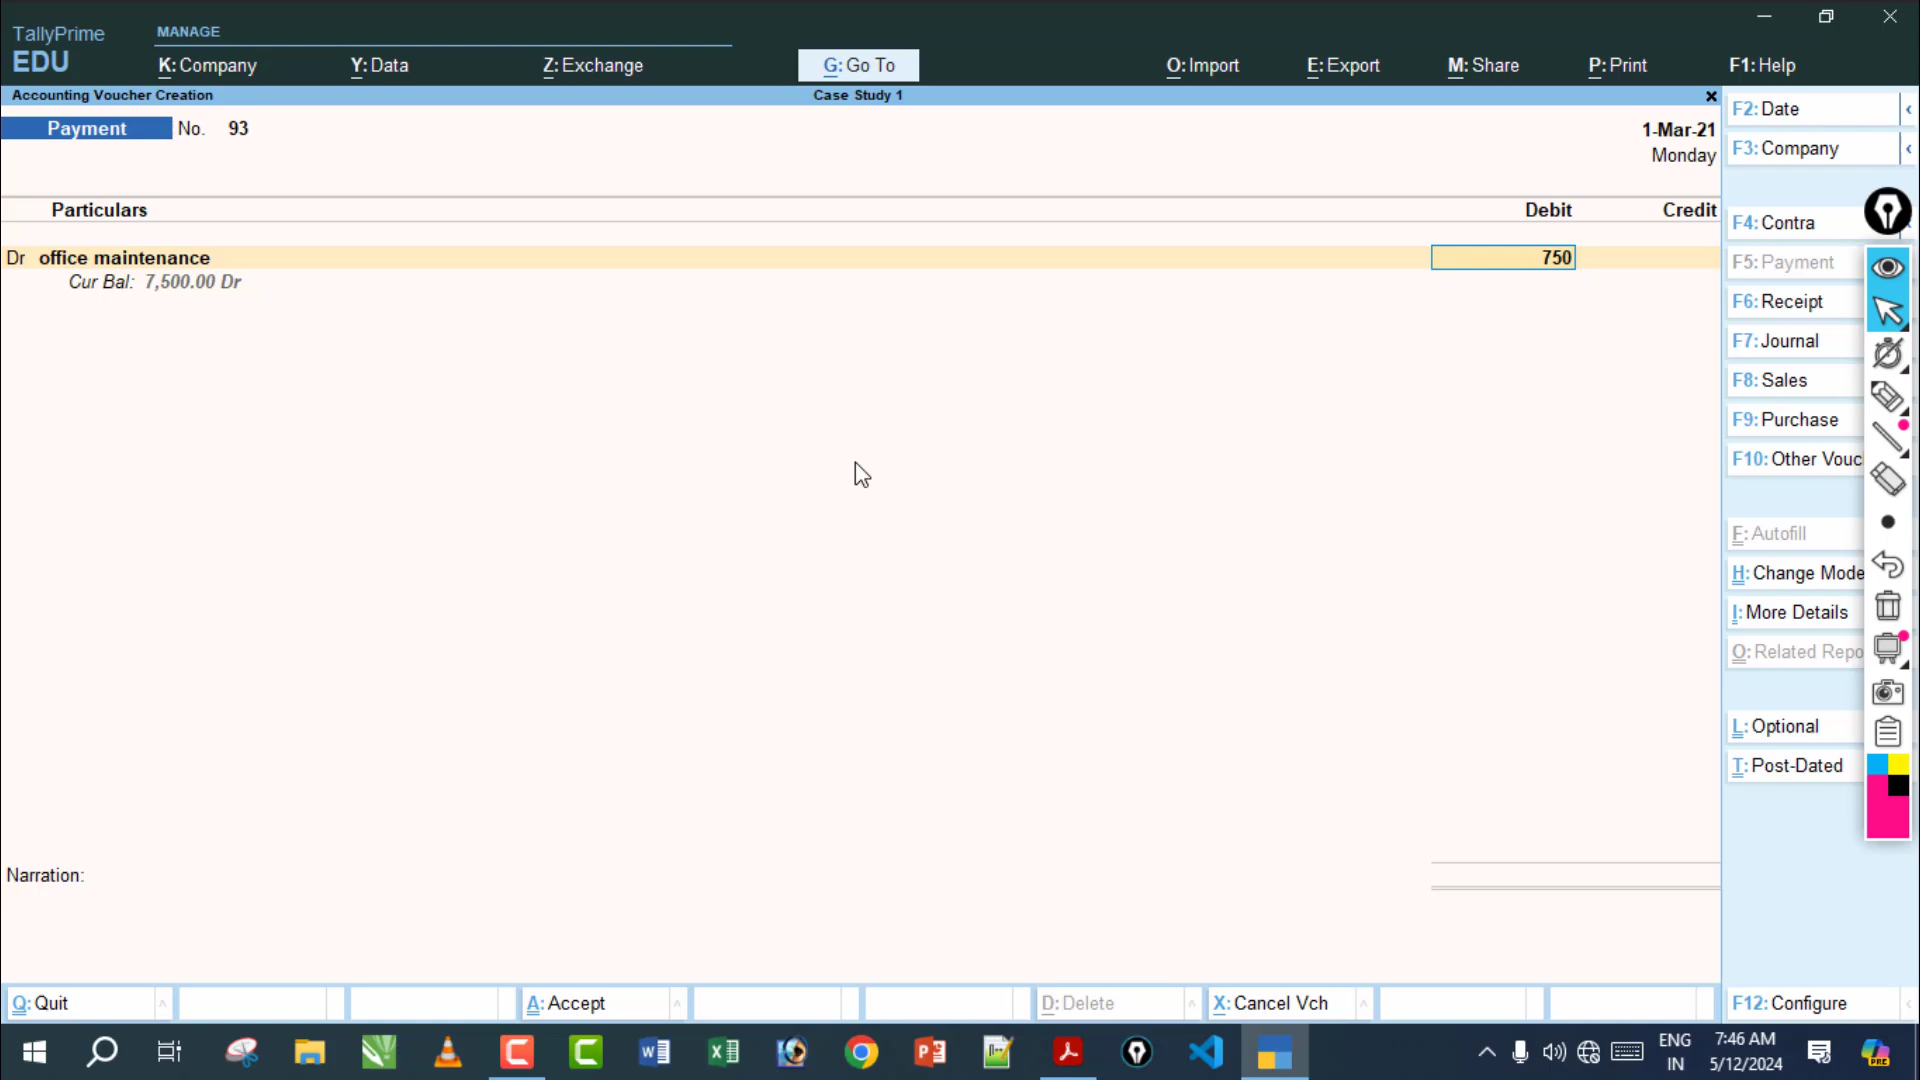 TallyPrime
EDU
MANAGE
K: Company
Y: Data
Z: Exchange
G: Go To
O: Import
E: Export
M: Share
P: Print
F1: Help
Accounting Voucher Creation
Case Study 1
Payment No. 93
1-Mar-21
Monday
Particulars
Debit
Credit
Dr office maintenance
750
Cur Bal: 7,500.00 Dr
Narration:
F2: Date
F3: Company
F4: Contra
F5: Payment
F6: Receipt
F7: Journal
F8: Sales
F9: Purchase
F10: Other Vouc
F: Autofill
H: Change Mode
I: More Details
O: Related Repo
L: Optional
T: Post-Dated
F12: Configure
Q: Quit
A: Accept
D: Delete
X: Cancel Vch
ENG
IN
7:46 AM
5/12/2024